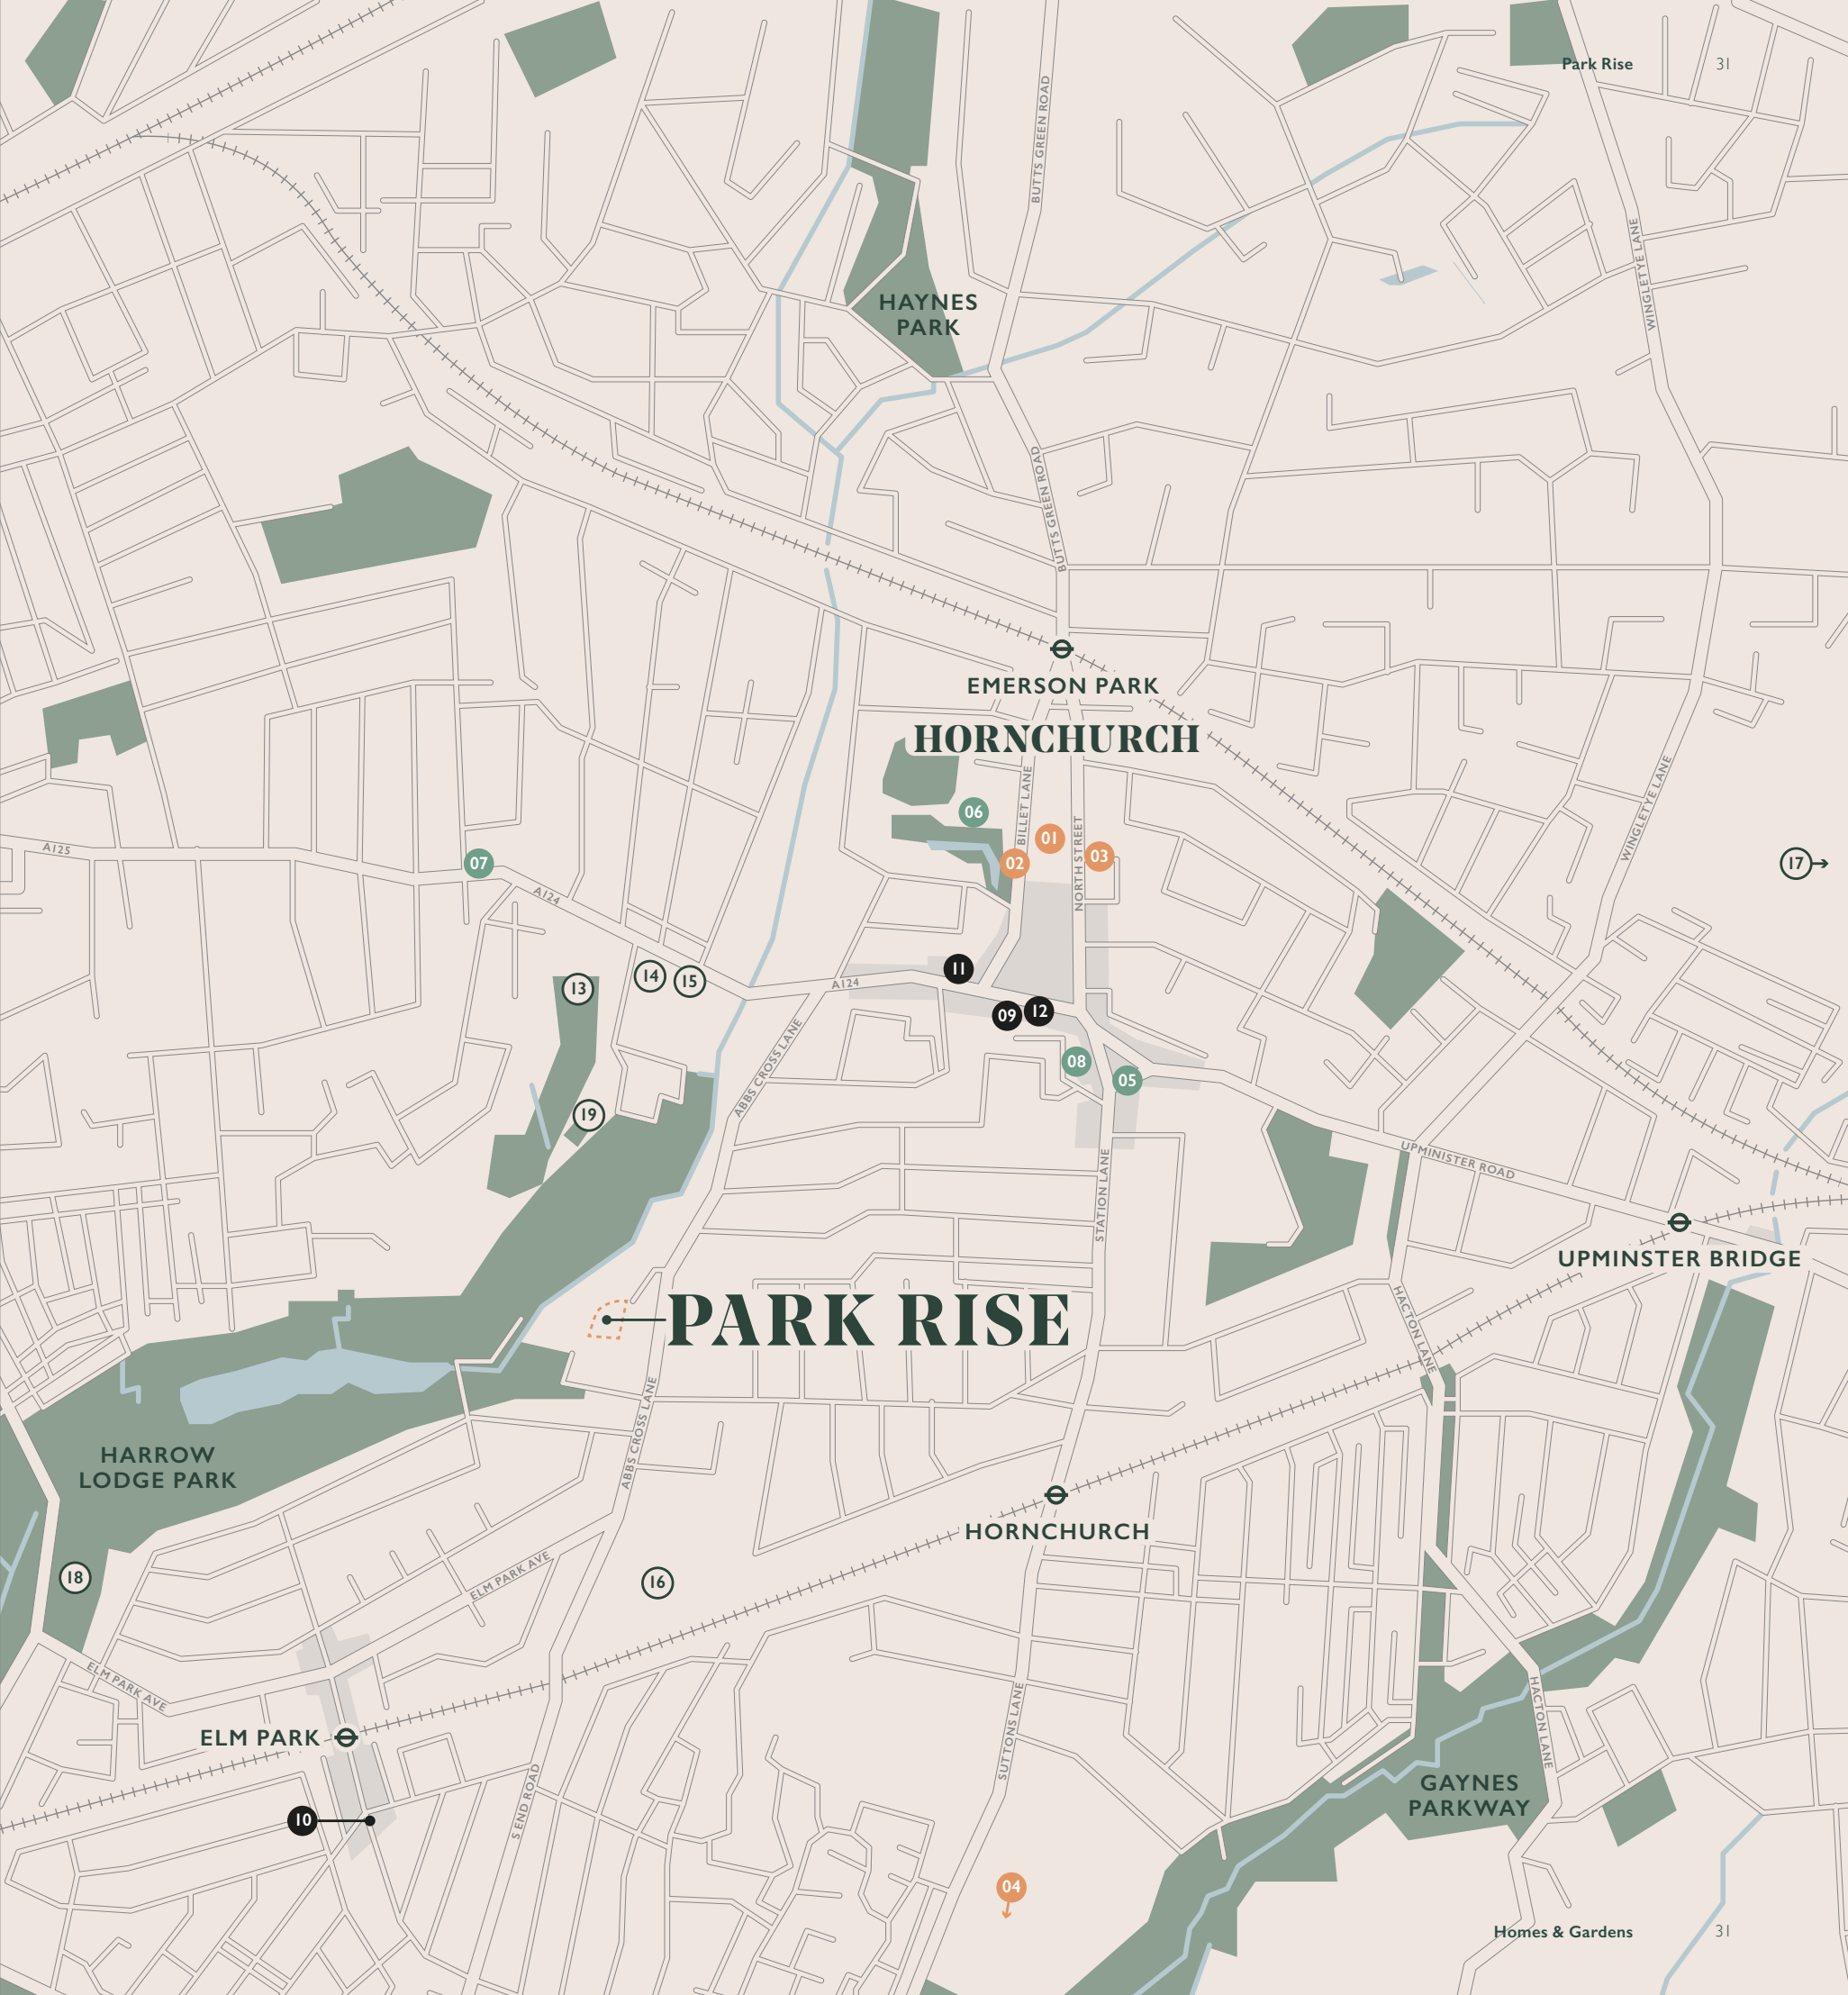 Park Rise 31
BUTTS GREEN ROAD
WINGLETYE LANE
HAYNES
PARK
BUTTS GREEN ROAD
EMERSON PARK
HORNCHURCH
BILLET LANE
NORTH STREET
WINGLETYE LANE
06
01
02
03
A125
07
A124
17
11
14
15
13
A124
09
12
08
05
ABBS CROSS LANE
19
UPMINISTER ROAD
STATION LANE
UPMINSTER BRIDGE
PARK RISE
HACTON LANE
ABBS CROSS LANE
HARROW
LODGE PARK
HORNCHURCH
18
ELM PARK AVE
16
ELM PARK AVE
ELM PARK
SUTTONS LANE
HACTON LANE
S END ROAD
GAYNES
PARKWAY
10
04
Homes & Gardens 31